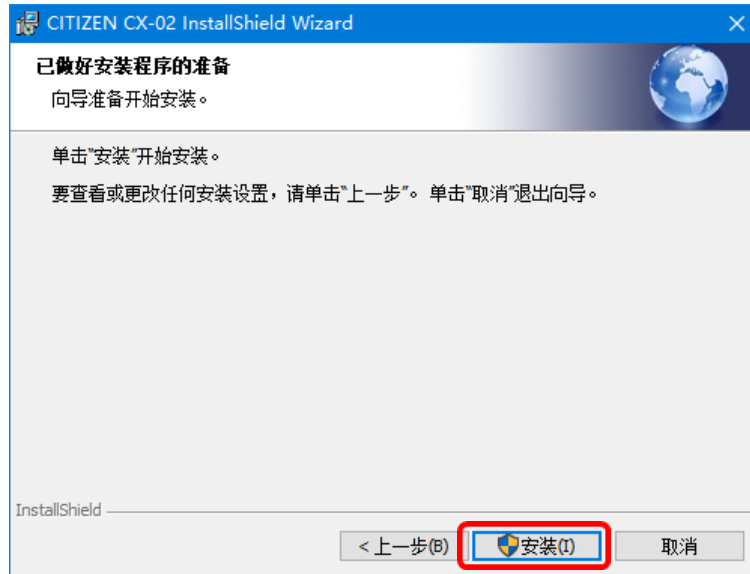 CITIZEN CX-02 InstallShield Wizard
已做好安装程序的准备
向导准备开始安装。
单击“安装”开始安装。
要查看或更改任何安装设置，请单击“上一步”。 单击“取消”退出向导。
InstallShield
< 上一步(B)
安装(I)
取消